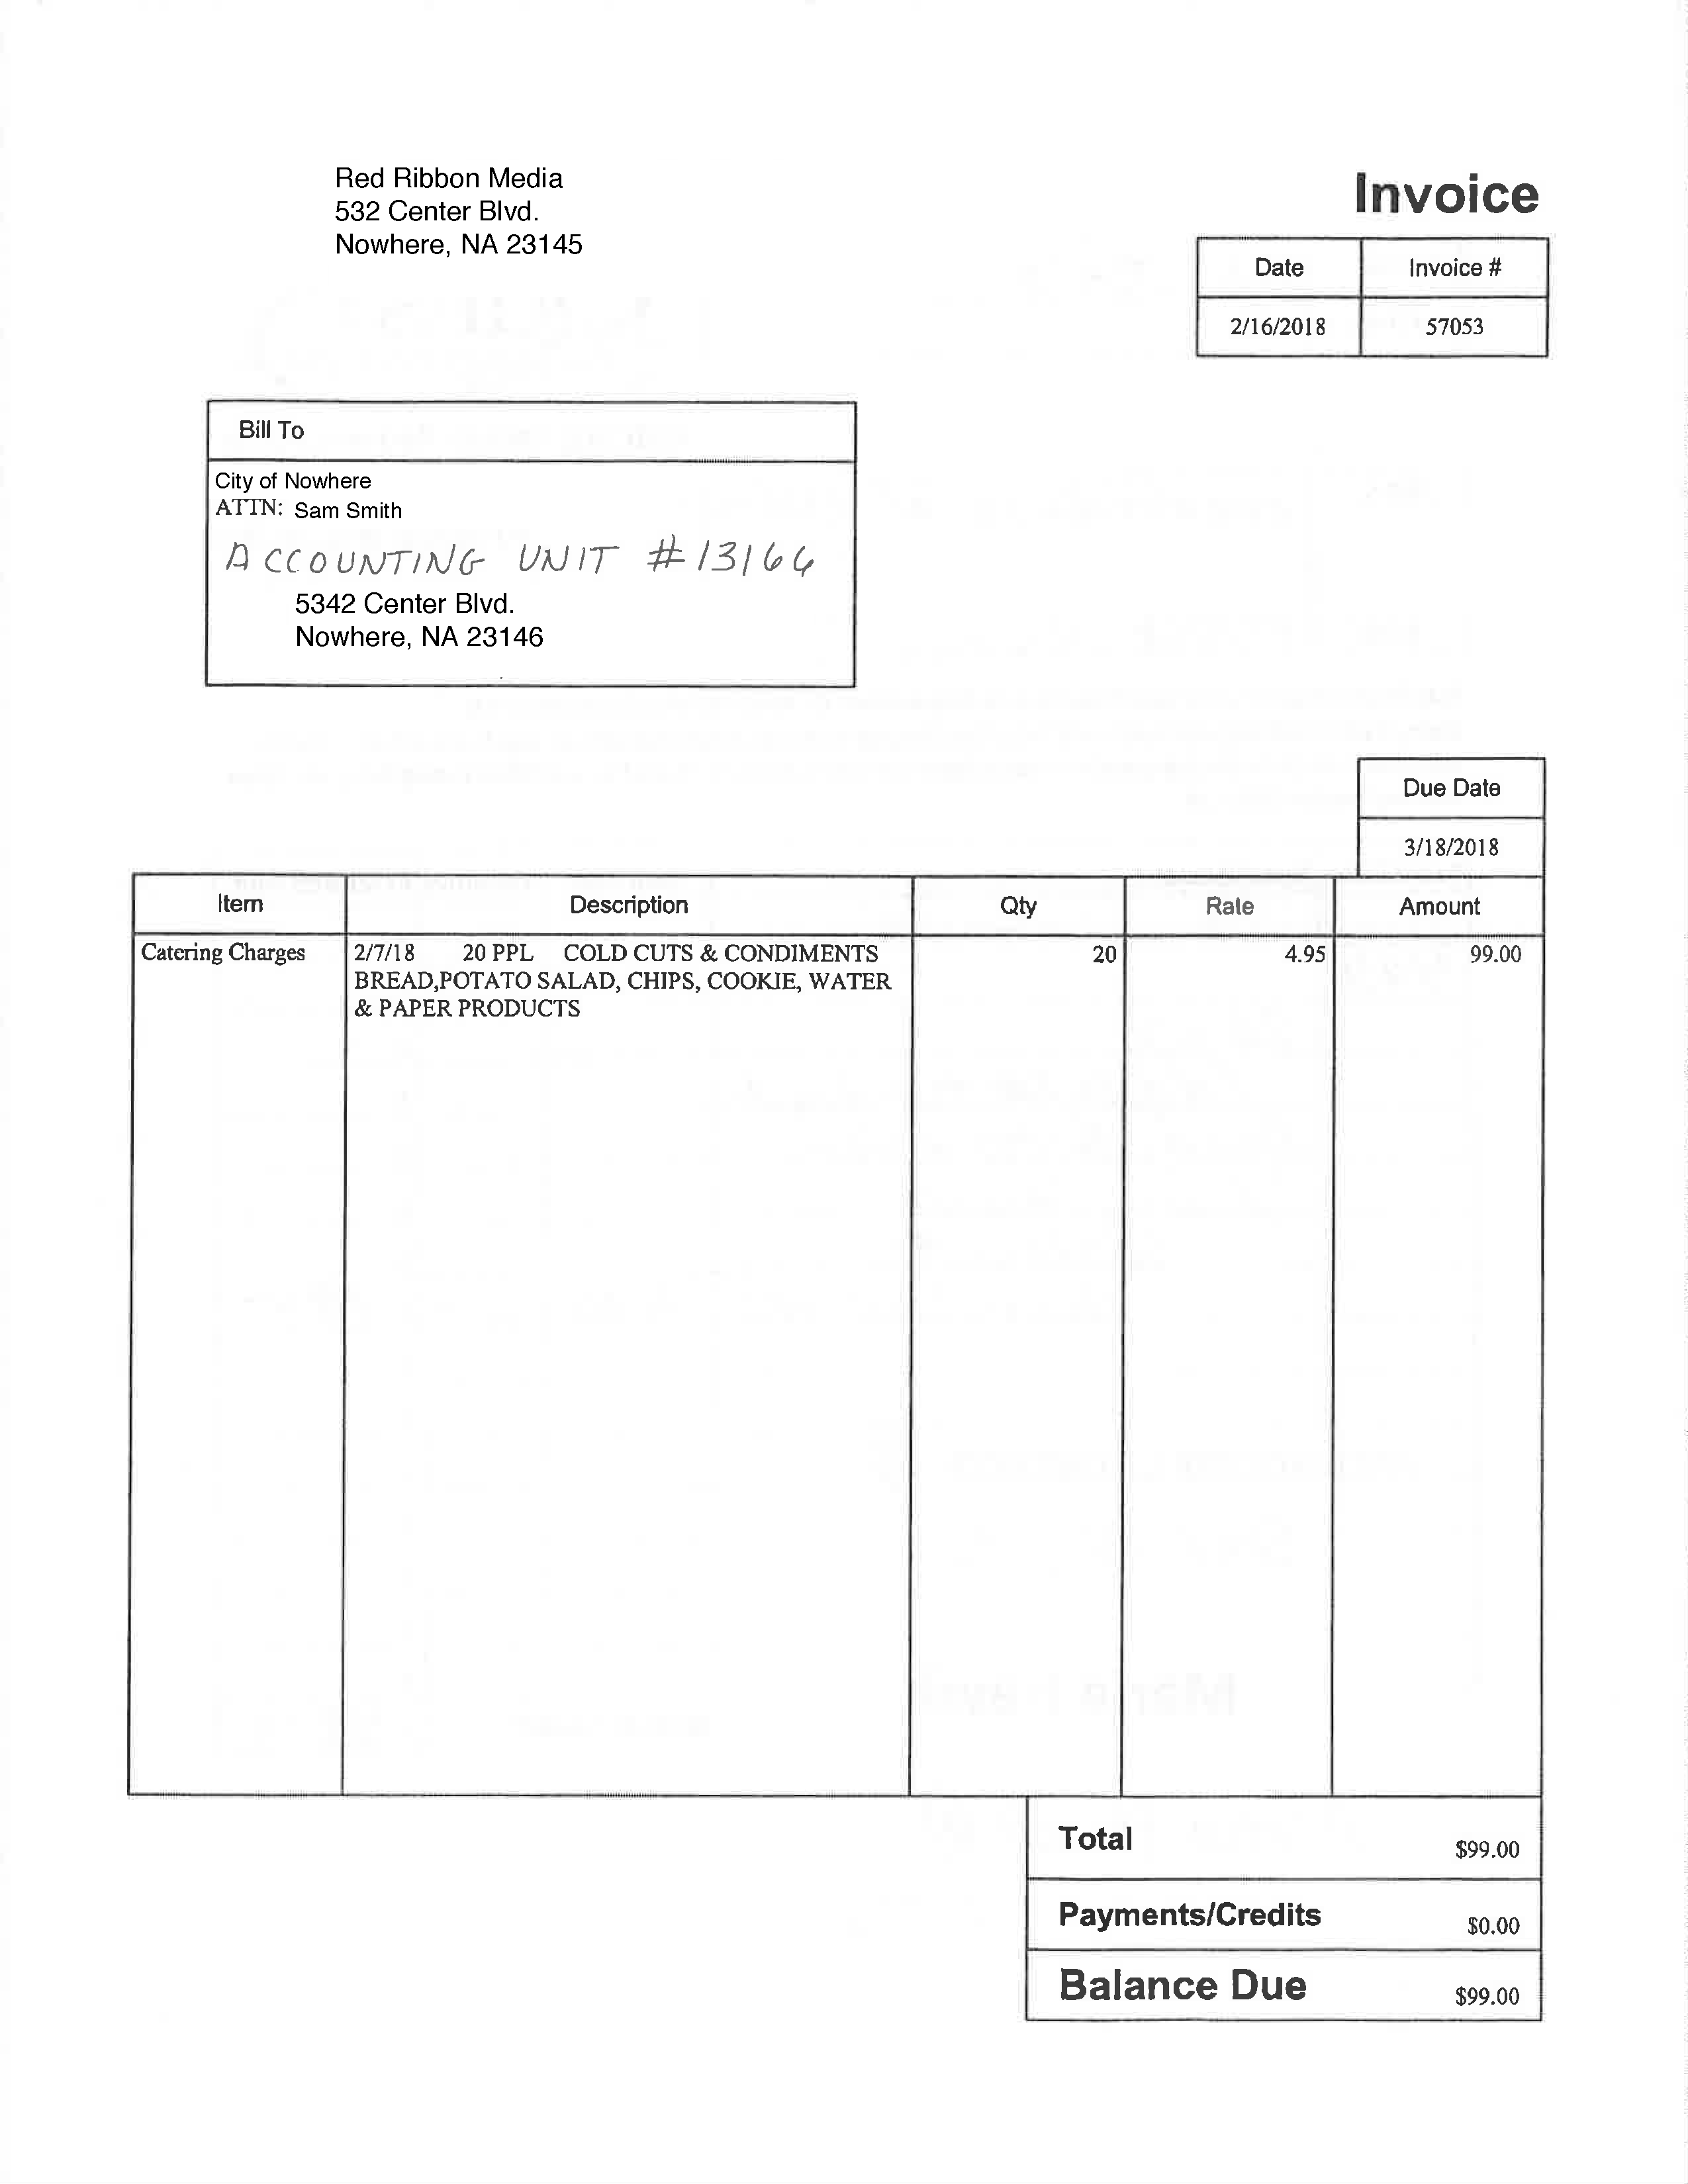 Red Ribbon Media
532 Center Blvd.
Nowhere, NA 23145
Invoice
Date Invoice #
2/16/2018 57053
Bill To
City of Nowhere
ATTN: Sam Smith
ACCOUNTING UNIT #13166
5342 Center Blvd.
Nowhere, NA 23146
Due Date
3/18/2018
Item Description Qty Rate Amount
Catering Charges 2/7/18 20 PPL COLD CUTS & CONDIMENTS 20 4.95 99.00
BREAD,POTATO SALAD, CHIPS, COOKIE, WATER
& PAPER PRODUCTS
Total $99.00
Payments/Credits $0.00
Balance Due $99.00